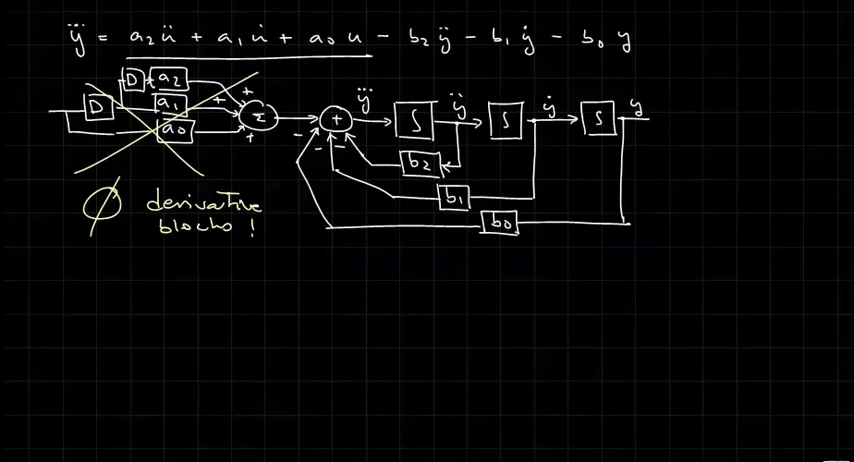 y⃛ = a₂ü + a₁u̇ + a₀u − b₂ÿ − b₁ẏ − b₀y
D a₂
+
D a₁ + Σ + y⃛ ∫ ÿ ∫ ẏ ∫ y
a₀ + − − −
b₂
b₁
b₀
∅ derivative
blocks !